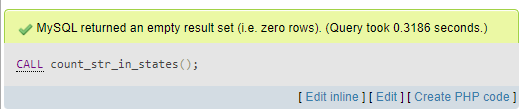 MySQL returned an empty result set (i.e. zero rows). (Query took 0.3186 seconds.)
CALL count_str_in_states();
[ Edit inline ] [ Edit ] [ Create PHP code ]